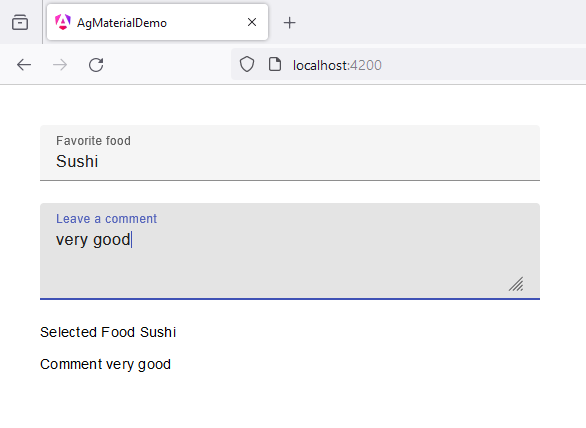 AgMaterialDemo
localhost:4200
Favorite food
Sushi
Leave a comment
very good
Selected Food Sushi
Comment very good